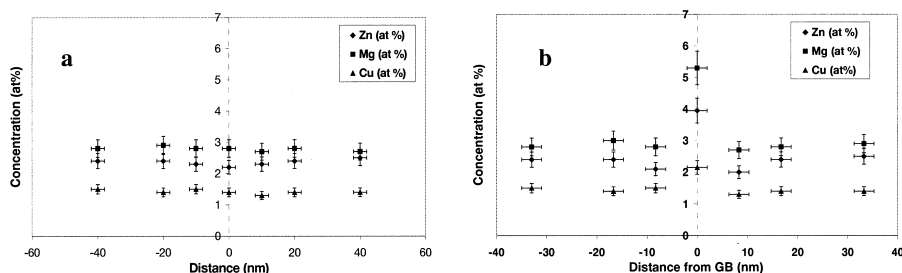 a
Concentration (at%)
7
6
5
4
3
2
1
0
-60 -40 -20 0 20 40 60
Distance (nm)
Zn (at %)
Mg (at %)
Cu (at %)
b
Concentration (at %)
7
6
5
4
3
2
1
0
-40 -30 -20 -10 0 10 20 30 40
Distance from GB (nm)
Zn (at %)
Mg (at %)
Cu (at%)